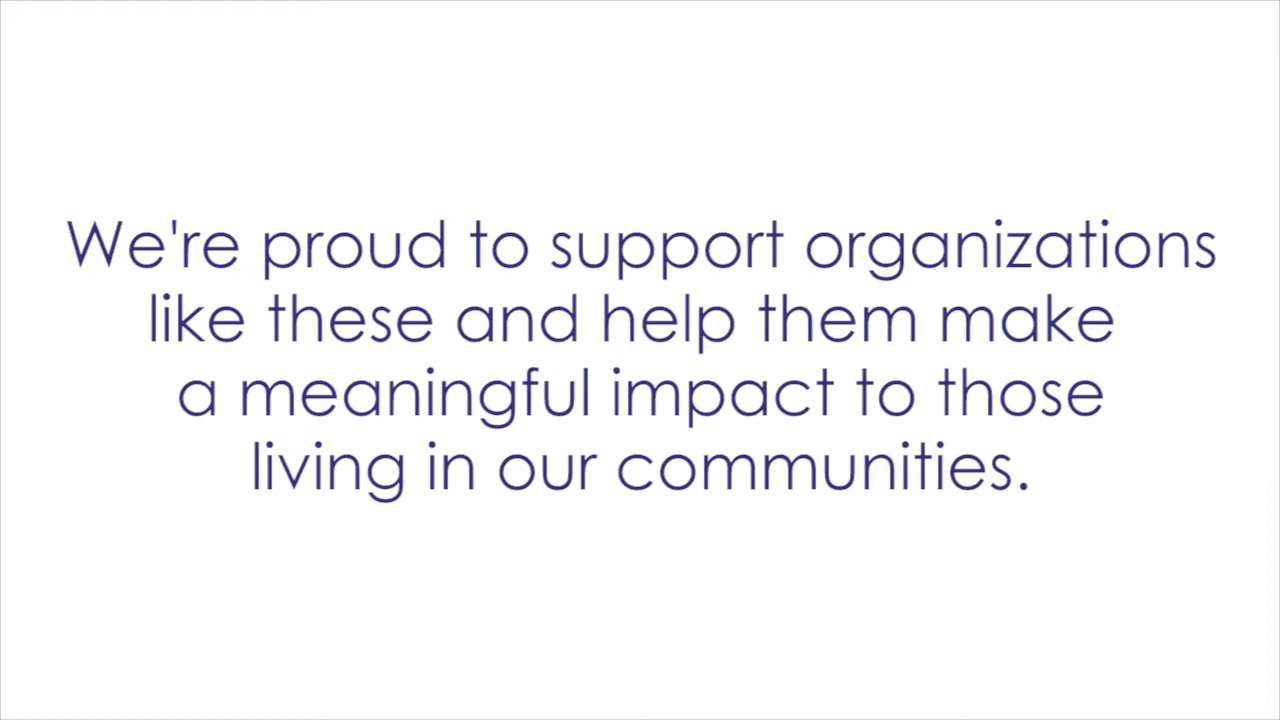 We're proud to support organizations
like these and help them make
a meaningful impact to those
living in our communities.